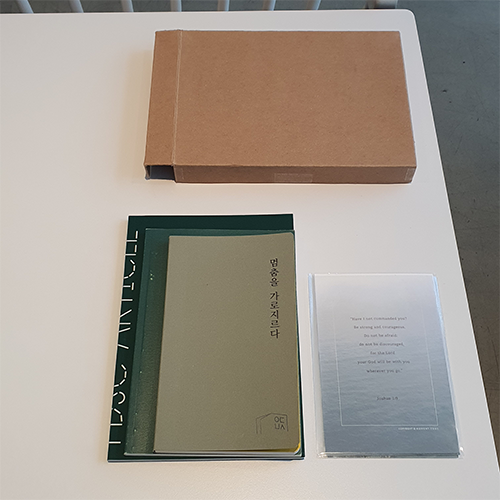 멈춤을 가로지르다
"Have I not commanded you?
Be strong and courageous.
Do not be afraid;
do not be discouraged,
for the Lord
your God will be with you
wherever you go."
Joshua 1:9